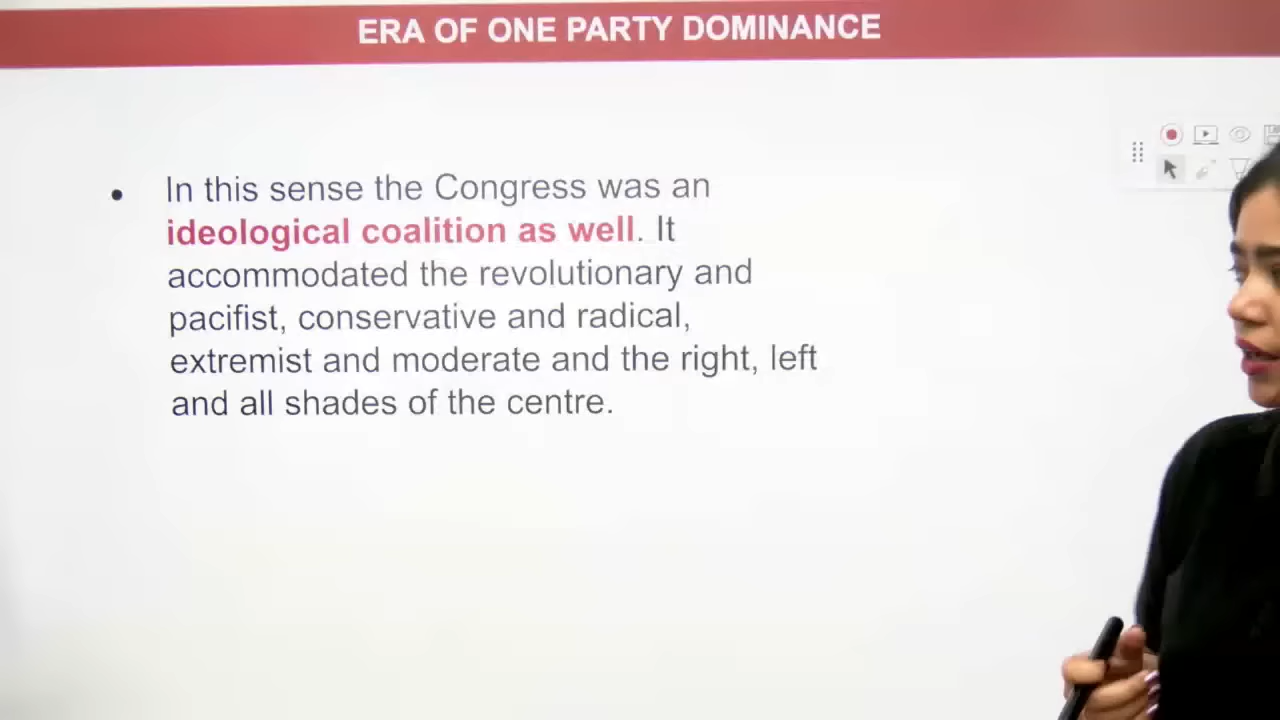 ERA OF ONE PARTY DOMINANCE
• In this sense the Congress was an
ideological coalition as well. It
accommodated the revolutionary and
pacifist, conservative and radical,
extremist and moderate and the right, left
and all shades of the centre.